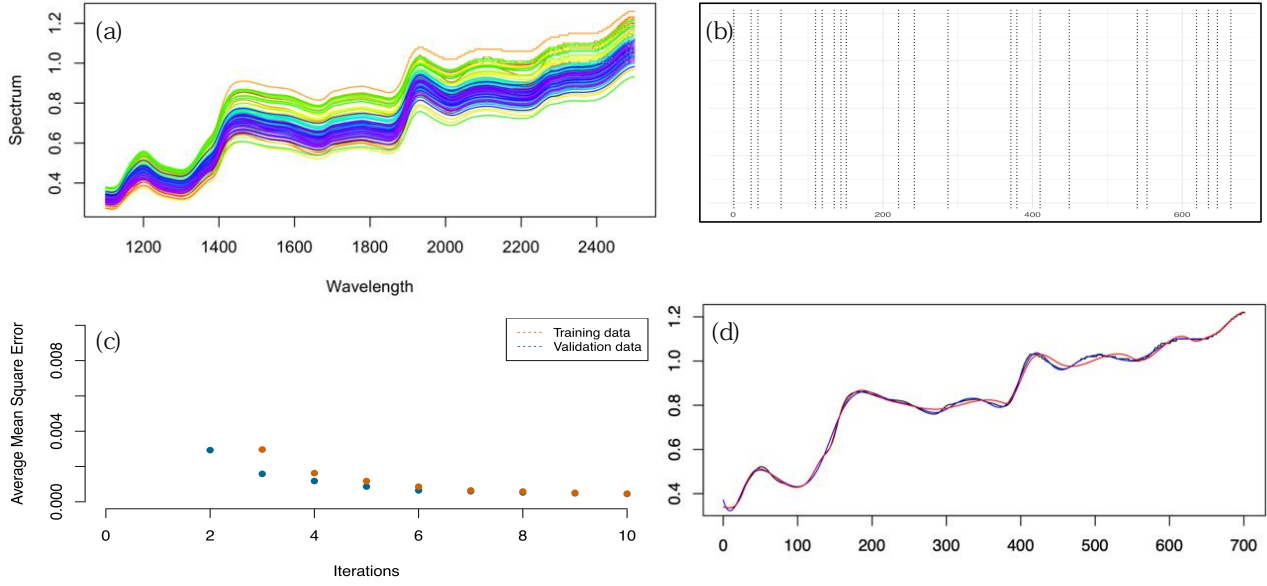 (a)
Spectrum
0.4 0.6 0.8 1.0 1.2
1200 1400 1600 1800 2000 2200 2400
Wavelength
(b)
0 200 400 600
(c)
Average Mean Square Error
0.000 0.004 0.008
Training data
Validation data
0 2 4 6 8 10
Iterations
(d)
0.4 0.6 0.8 1.0 1.2
0 100 200 300 400 500 600 700